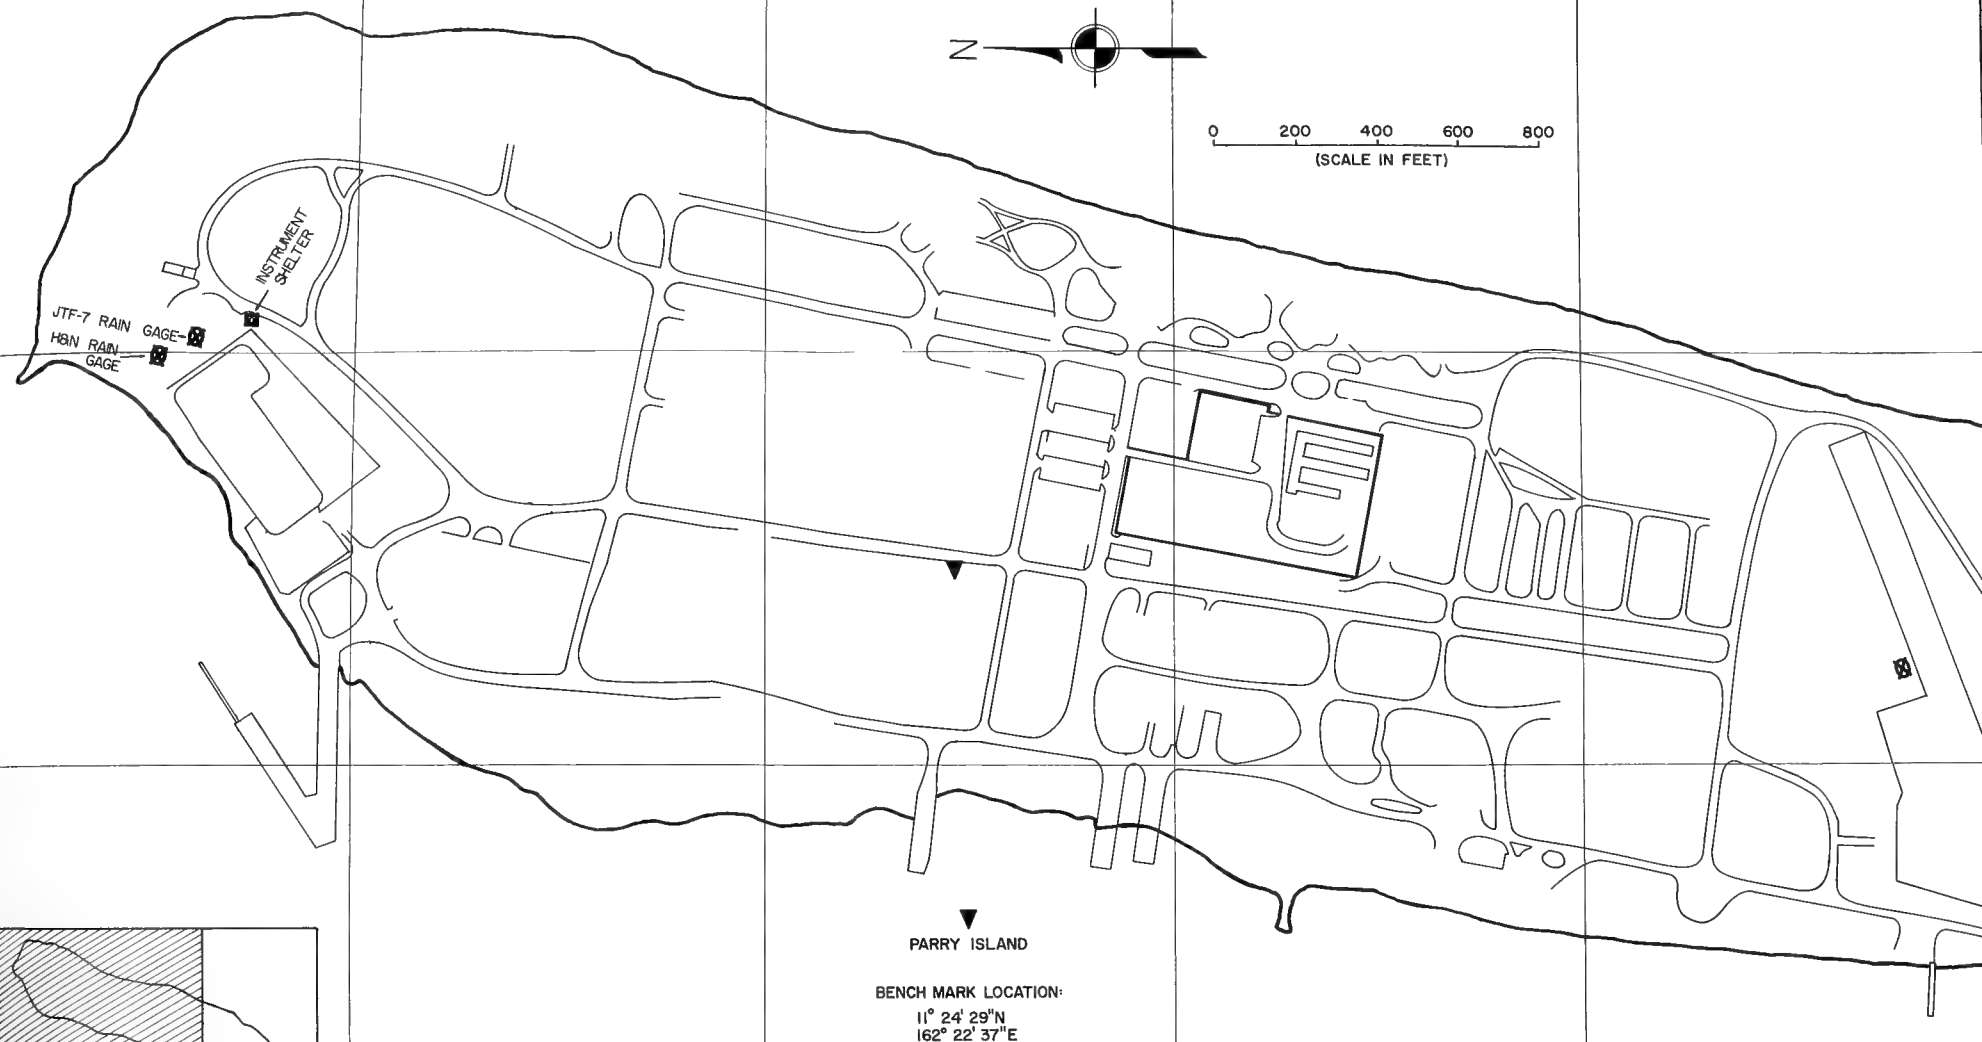 N
0 200 400 600 800
(SCALE IN FEET)
INSTRUMENT
SHELTER
JTF-7 RAIN GAGE
H&N RAIN
GAGE
PARRY ISLAND
BENCH MARK LOCATION:
11° 24' 29"N
162° 22' 37"E